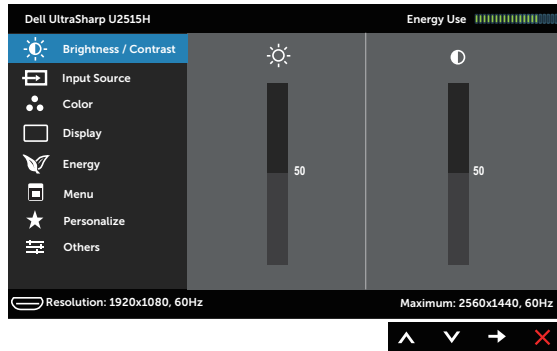 Dell UltraSharp U2515H
Energy Use
Brightness / Contrast
Input Source
Color
Display
Energy
Menu
Personalize
Others
50
50
Resolution: 1920x1080, 60Hz
Maximum: 2560x1440, 60Hz